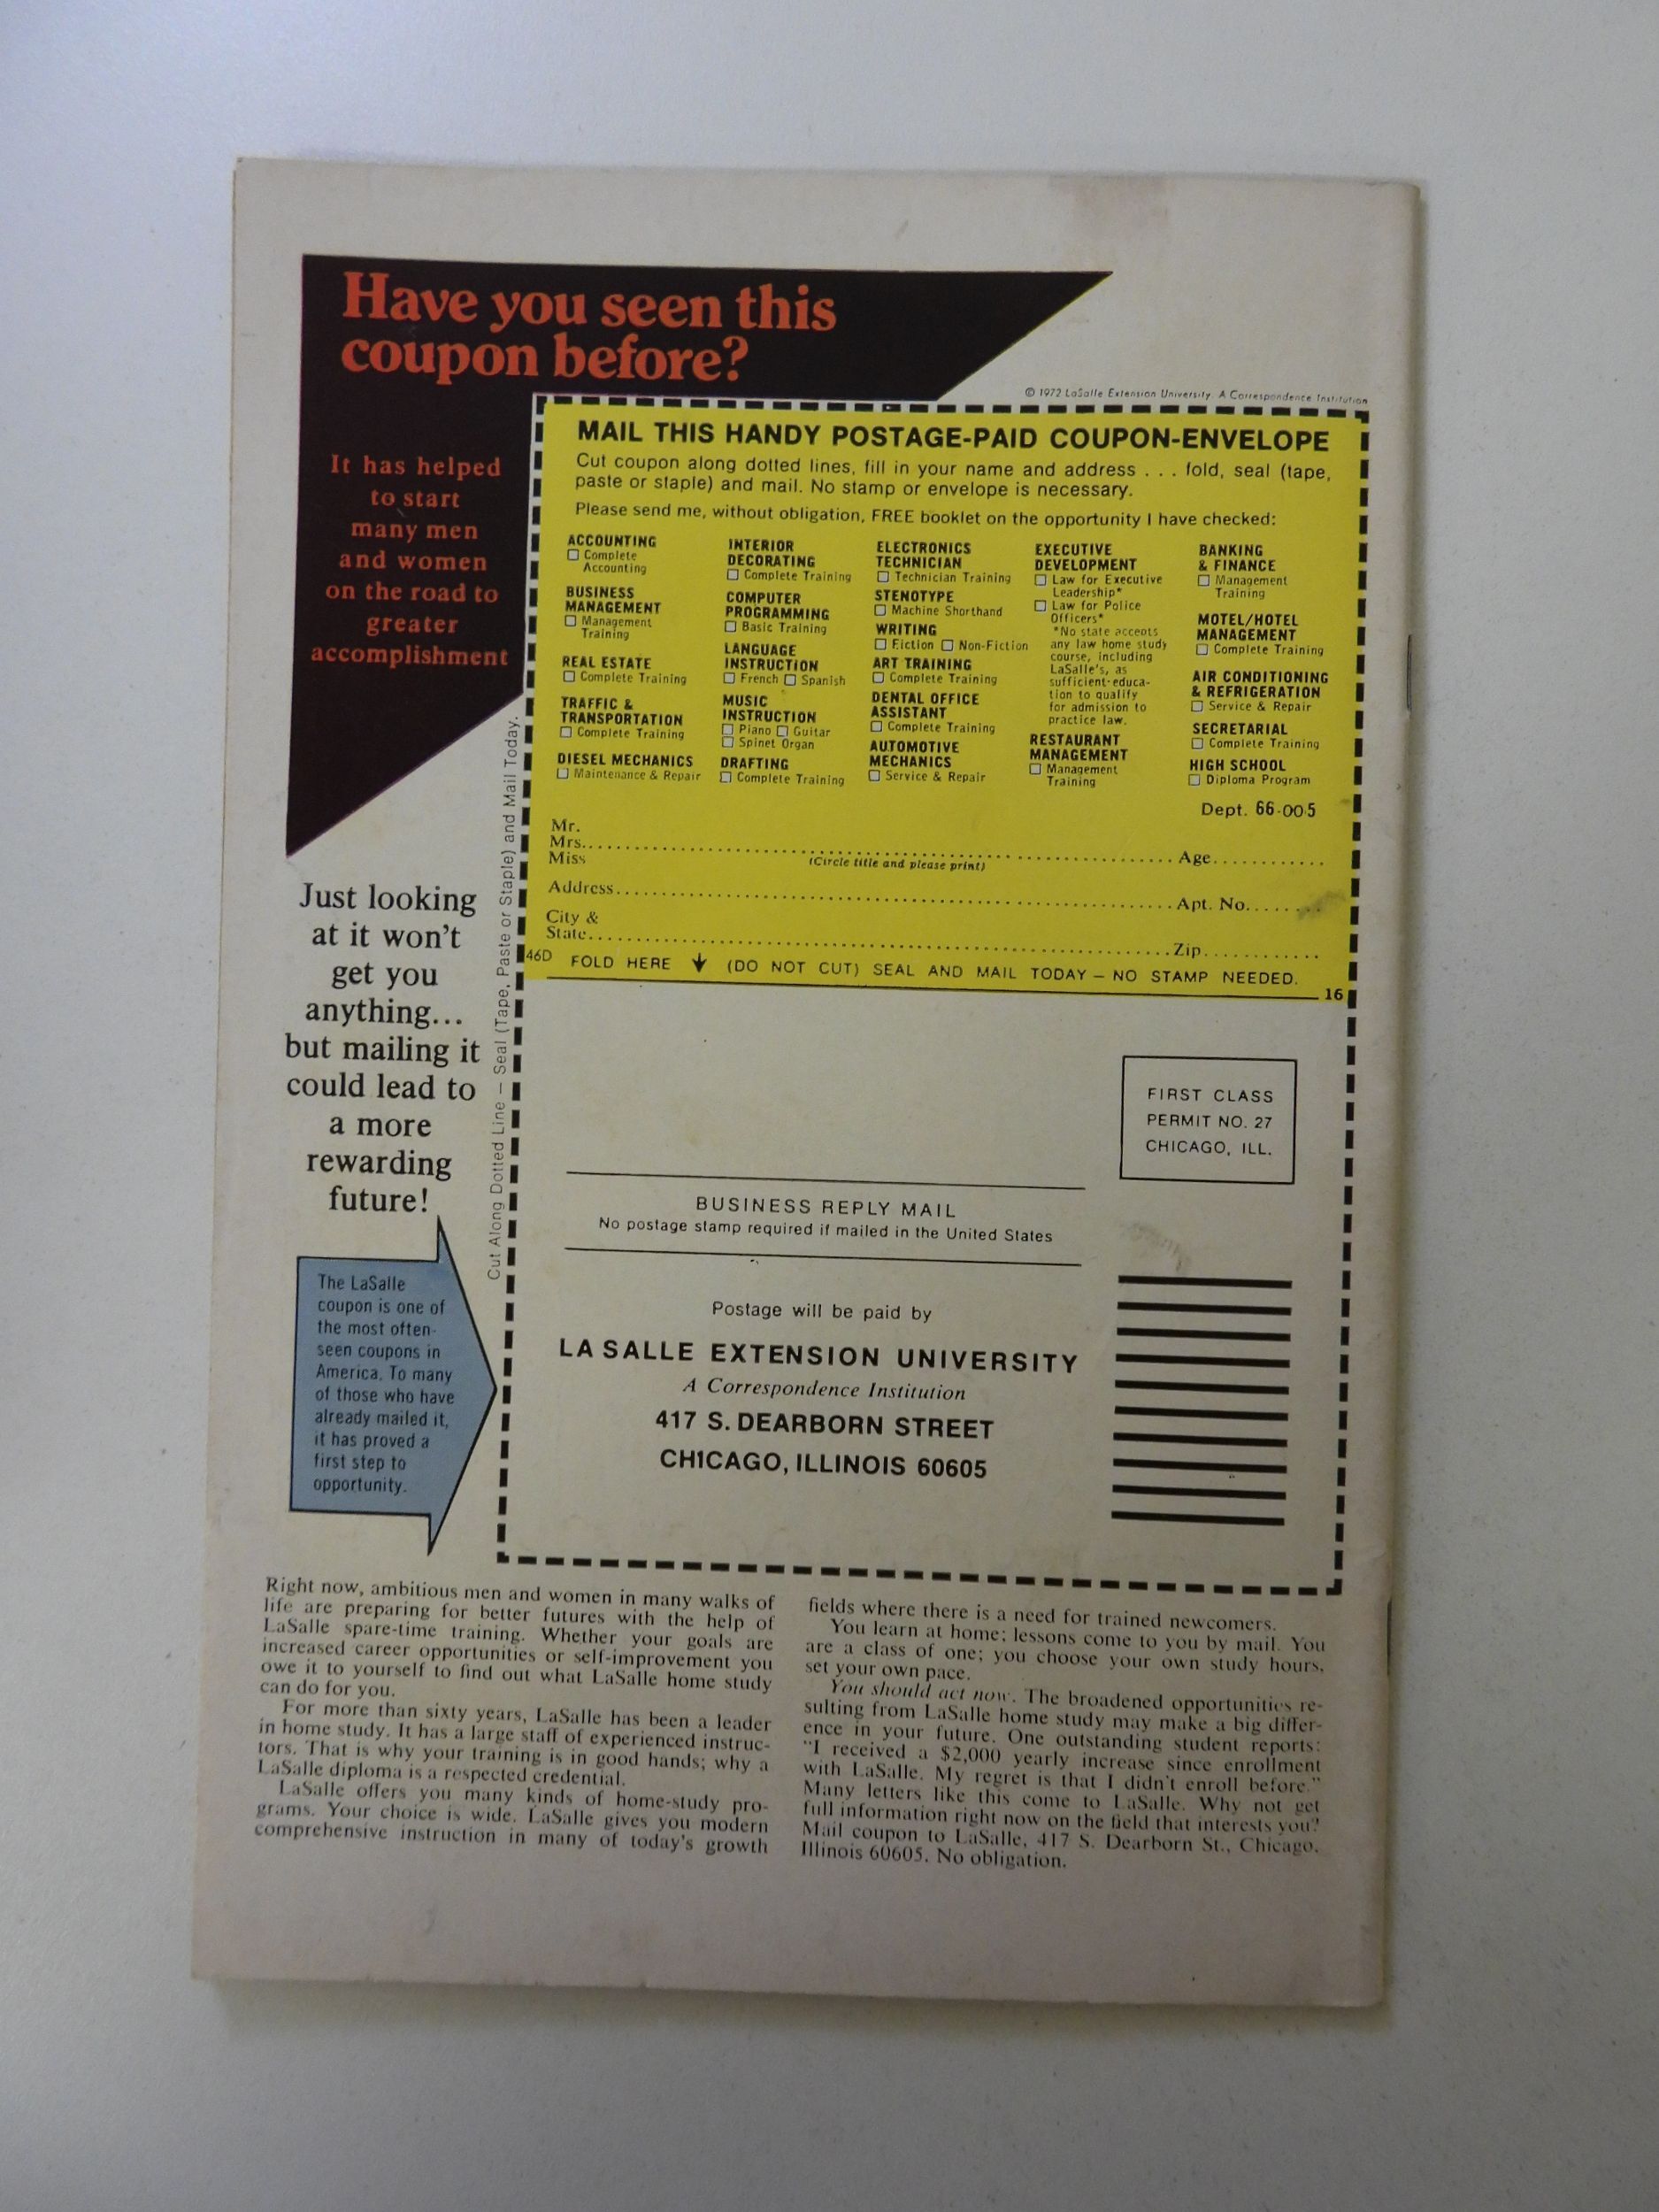 Have you seen this
coupon before?
It has helped
to start
many men
and women
on the road to
greater
accomplishment
© 1972 LaSalle Extension University. A Correspondence Institution
MAIL THIS HANDY POSTAGE-PAID COUPON-ENVELOPE
Cut coupon along dotted lines, fill in your name and address . . . fold, seal (tape,
paste or staple) and mail. No stamp or envelope is necessary.
Please send me, without obligation, FREE booklet on the opportunity I have checked:
ACCOUNTING
Complete
Accounting
BUSINESS
MANAGEMENT
Management
Training
REAL ESTATE
Complete Training
TRAFFIC &
TRANSPORTATION
Complete Training
DIESEL MECHANICS
Maintenance & Repair
INTERIOR
DECORATING
Complete Training
COMPUTER
PROGRAMMING
Basic Training
LANGUAGE
INSTRUCTION
French Spanish
MUSIC
INSTRUCTION
Piano Guitar
Spinet Organ
DRAFTING
Complete Training
ELECTRONICS
TECHNICIAN
Technician Training
STENOTYPE
Machine Shorthand
WRITING
Fiction Non-Fiction
ART TRAINING
Complete Training
DENTAL OFFICE
ASSISTANT
Complete Training
AUTOMOTIVE
MECHANICS
Service & Repair
EXECUTIVE
DEVELOPMENT
Law for Executive
Leadership*
Law for Police
Officers*
*No state accepts
any law home study
course, including
LaSalle's, as
sufficient educa-
tion to qualify
for admission to
practice law.
RESTAURANT
MANAGEMENT
Management
Training
BANKING
& FINANCE
Management
Training
MOTEL/HOTEL
MANAGEMENT
Complete Training
AIR CONDITIONING
& REFRIGERATION
Service & Repair
SECRETARIAL
Complete Training
HIGH SCHOOL
Diploma Program
Dept. 66-005
Mr.
Mrs. Age
Miss (Circle title and please print)
Address Apt. No.
City &
State Zip
46D FOLD HERE (DO NOT CUT) SEAL AND MAIL TODAY — NO STAMP NEEDED.
16
Cut Along Dotted Line — Seal (Tape, Paste or Staple) and Mail Today.
Just looking
at it won't
get you
anything...
but mailing it
could lead to
a more
rewarding
future!
FIRST CLASS
PERMIT NO. 27
CHICAGO, ILL.
BUSINESS REPLY MAIL
No postage stamp required if mailed in the United States
Postage will be paid by
LA SALLE EXTENSION UNIVERSITY
A Correspondence Institution
417 S. DEARBORN STREET
CHICAGO, ILLINOIS 60605
The LaSalle
coupon is one of
the most often-
seen coupons in
America. To many
of those who have
already mailed it,
it has proved a
first step to
opportunity.
Right now, ambitious men and women in many walks of
life are preparing for better futures with the help of
LaSalle spare-time training. Whether your goals are
increased career opportunities or self-improvement you
owe it to yourself to find out what LaSalle home study
can do for you.
For more than sixty years, LaSalle has been a leader
in home study. It has a large staff of experienced instruc-
tors. That is why your training is in good hands; why a
LaSalle diploma is a respected credential.
LaSalle offers you many kinds of home-study pro-
grams. Your choice is wide. LaSalle gives you modern
comprehensive instruction in many of today's growth
fields where there is a need for trained newcomers.
You learn at home; lessons come to you by mail. You
are a class of one; you choose your own study hours,
set your own pace.
You should act now. The broadened opportunities re-
sulting from LaSalle home study may make a big differ-
ence in your future. One outstanding student reports:
"I received a $2,000 yearly increase since enrollment
with LaSalle. My regret is that I didn't enroll before."
Many letters like this come to LaSalle. Why not get
full information right now on the field that interests you?
Mail coupon to LaSalle, 417 S. Dearborn St., Chicago,
Illinois 60605. No obligation.